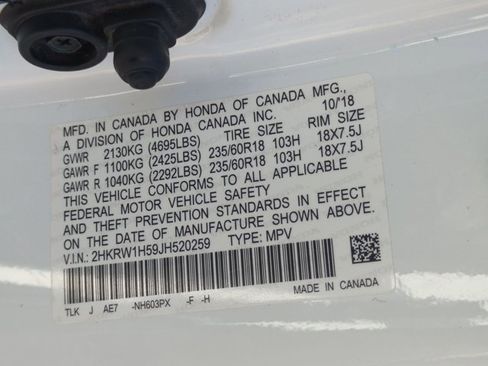 MFD. IN CANADA BY HONDA OF CANADA MFG.,
A DIVISION OF HONDA CANADA INC. 10/18
GVWR 2130KG (4695LBS) TIRE SIZE RIM SIZE
GAWR F 1100KG (2425LBS) 235/60R18 103H 18X7.5J
GAWR R 1040KG (2292LBS) 235/60R18 103H 18X7.5J
THIS VEHICLE CONFORMS TO ALL APPLICABLE
FEDERAL MOTOR VEHICLE SAFETY
AND THEFT PREVENTION STANDARDS IN EFFECT
ON THE DATE OF MANUFACTURE SHOWN ABOVE.
V.I.N.: 2HKRW1H59JH520259 TYPE: MPV
TLK J AE7 -NH603PX -F -H
MADE IN CANADA